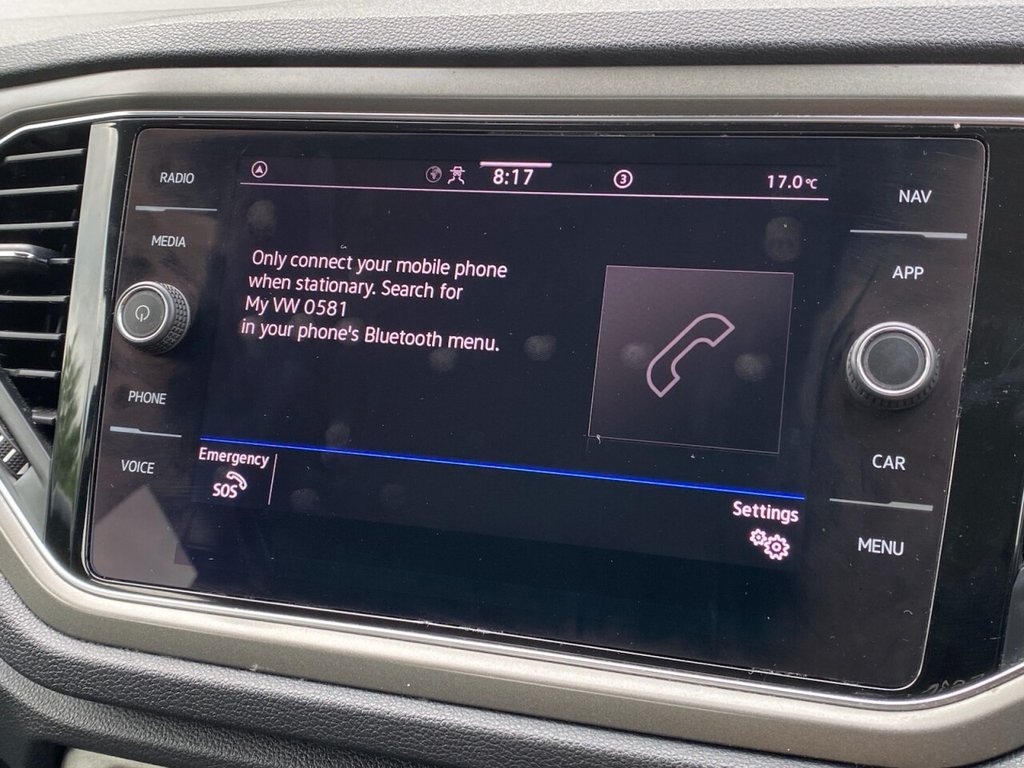 RADIO
MEDIA
PHONE
VOICE
8:17
3
17.0°C
Only connect your mobile phone
when stationary. Search for
My VW 0581
in your phone's Bluetooth menu.
Emergency
SOS
Settings
NAV
APP
CAR
MENU